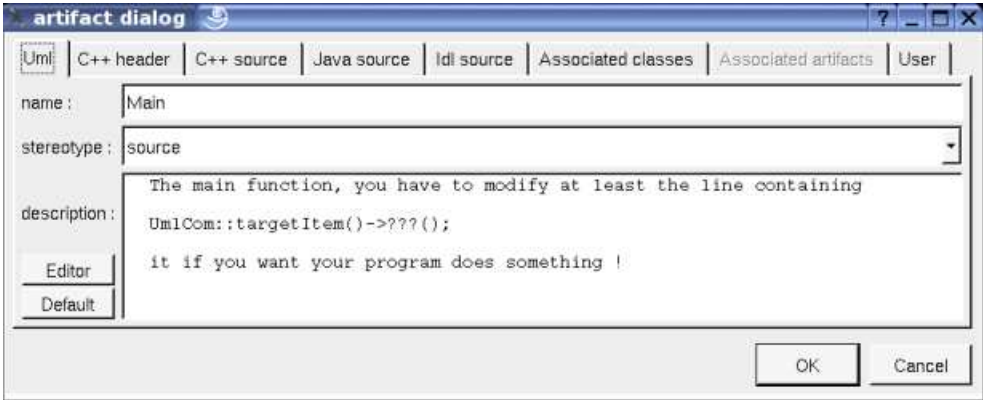 artifact dialog
?
Uml C++ header C++ source Java source Idl source Associated classes Associated artifacts User
name : Main
stereotype : source
description :
The main function, you have to modify at least the line containing
UmlCom::targetItem()->???();
it if you want your program does something !
Editor
Default
OK Cancel